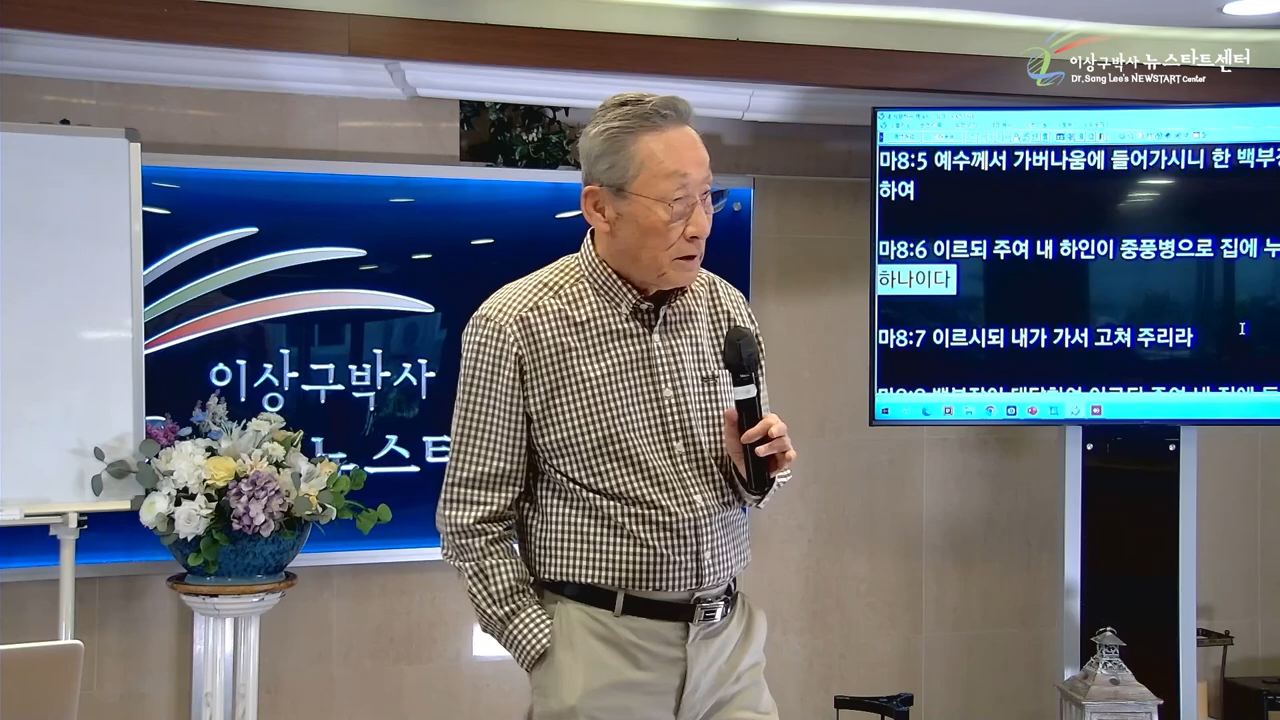 이상구박사 뉴스타트센터
Dr. Sang Lee's NEWSTART Center
마8:5 예수께서 가버나움에 들어가시니 한 백부
하여
마8:6 이르되 주여 내 하인이 중풍병으로 집에 누
하나이다
마8:7 이르시되 내가 가서 고쳐 주리라
이상구박사
뉴스타